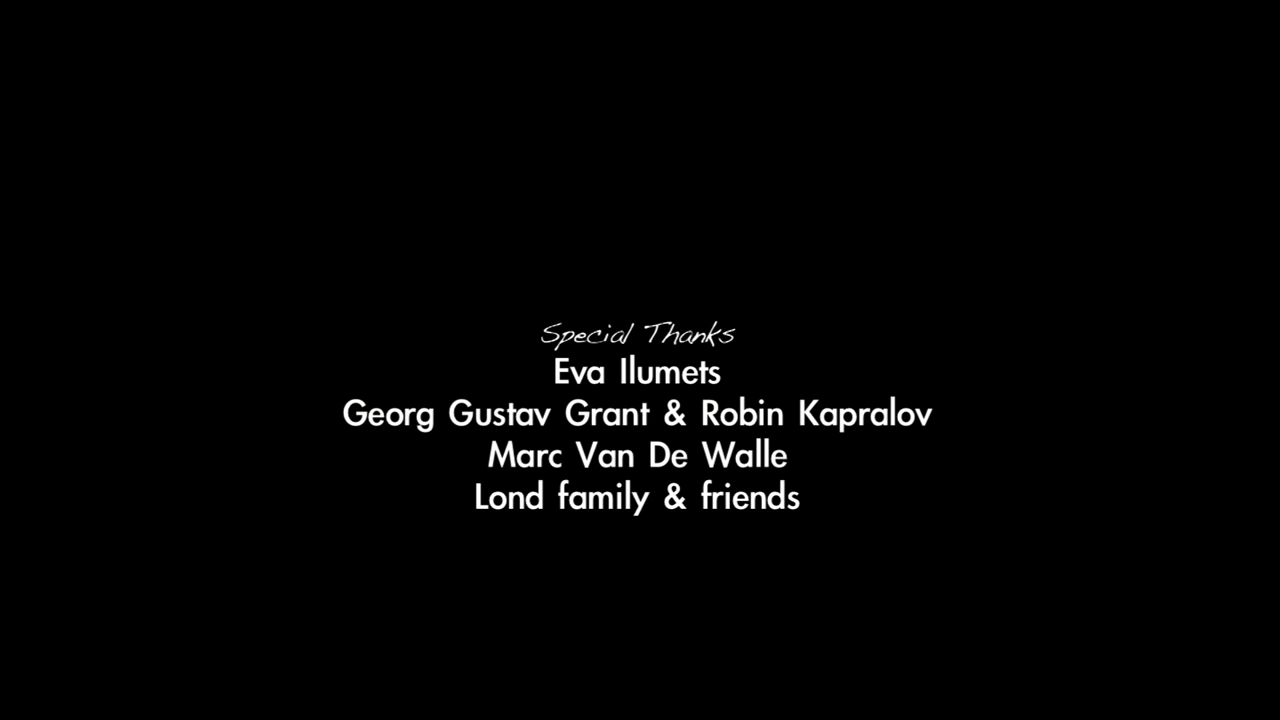 Special Thanks
Eva Ilumets
Georg Gustav Grant & Robin Kapralov
Marc Van De Walle
Lond family & friends